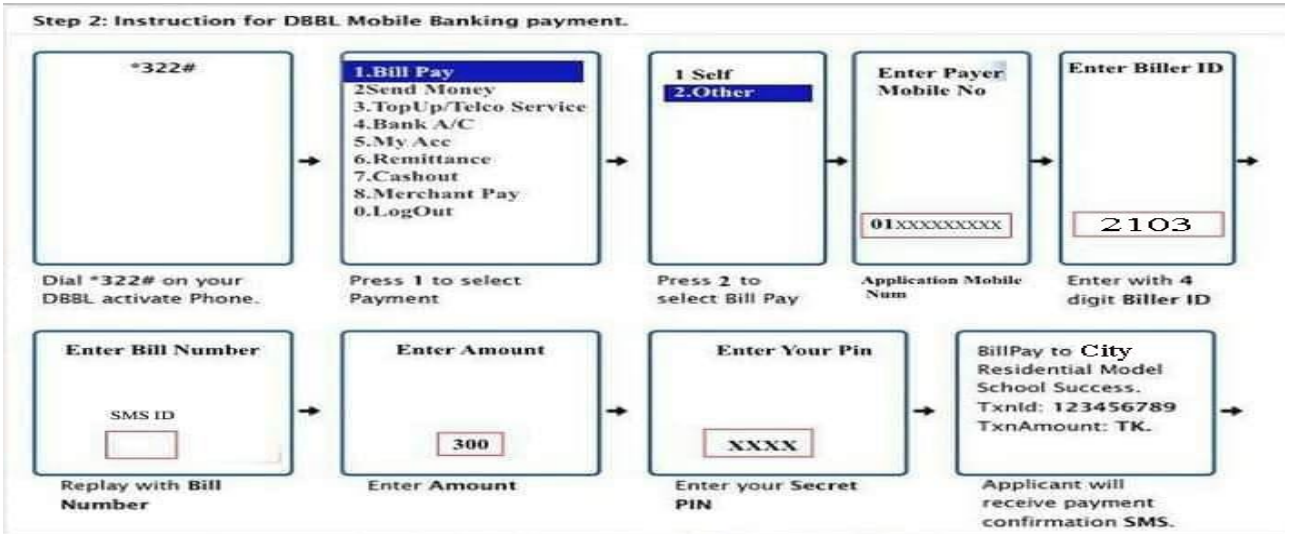 Step 2: Instruction for DBBL Mobile Banking payment.
*322#
Dial *322# on your
DBBL activate Phone.
1.Bill Pay
2Send Money
3.TopUp/Telco Service
4.Bank A/C
5.My Acc
6.Remittance
7.Cashout
8.Merchant Pay
0.LogOut
Press 1 to select
Payment
1 Self
2.Other
Press 2 to
select Bill Pay
Enter Payer
Mobile No
01xxxxxxxxx
Application Mobile
Num
Enter Biller ID
2103
Enter with 4
digit Biller ID
Enter Bill Number
SMS ID
Replay with Bill
Number
Enter Amount
300
Enter Amount
Enter Your Pin
XXXX
Enter your Secret
PIN
BillPay to City
Residential Model
School Success.
TxnId: 123456789
TxnAmount: TK.
Applicant will
receive payment
confirmation SMS.